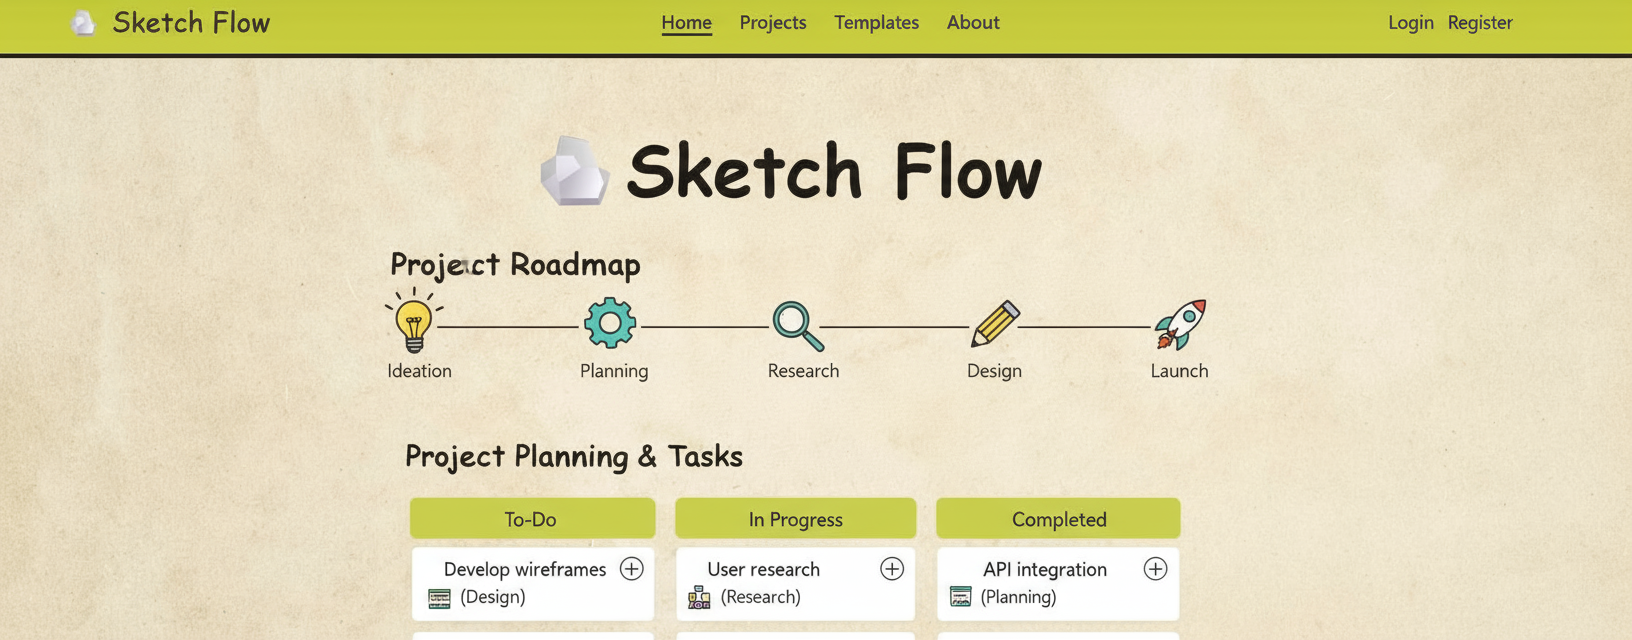 Sketch Flow
Home Projects Templates About
Login Register
Sketch Flow
Project Roadmap
Ideation
Planning
Research
Design
Launch
Project Planning & Tasks
To-Do
In Progress
Completed
Develop wireframes
(Design)
User research
(Research)
API integration
(Planning)